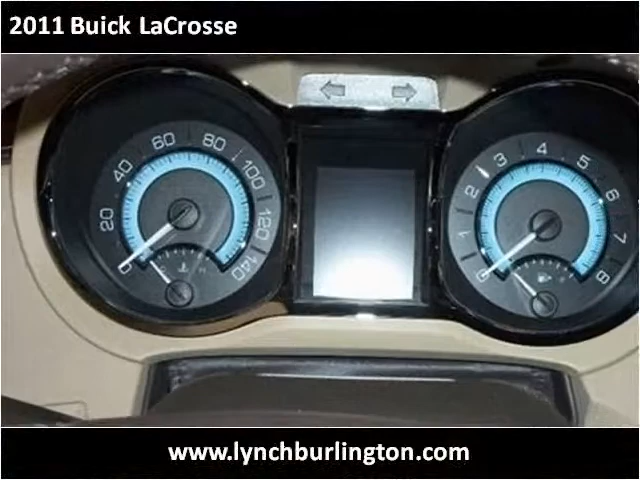 2011 Buick LaCrosse
0 20 40 60 80 100 120 140
C H
0 1 2 3 4 5 6 7 8
www.lynchburlington.com